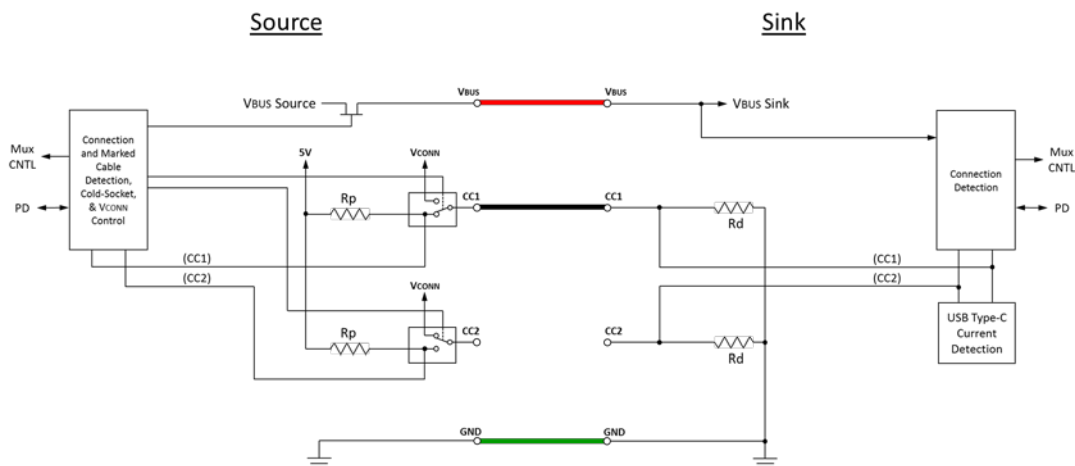 Source
Sink
VBUS Source
VBUS
VBUS
VBUS Sink
Mux
CNTL
PD
Connection
and Marked
Cable
Detection,
Cold-Socket,
& VCONN
Control
5V
VCONN
Rp
CC1
CC1
Rd
Connection
Detection
Mux
CNTL
PD
(CC1)
(CC2)
(CC1)
(CC2)
VCONN
Rp
CC2
CC2
Rd
USB Type-C
Current
Detection
GND
GND